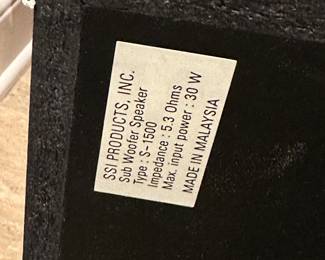 SSI PRODUCTS, INC.
Sub Woofer Speaker
Type : S-1500
Impedance : 5.3 Ohms
Max. input power : 30 W
MADE IN MALAYSIA